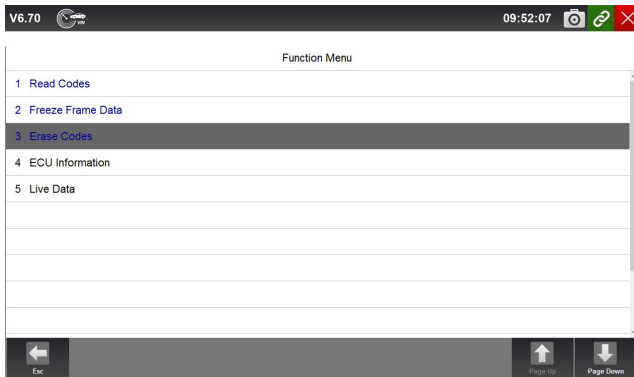 V6.70 VIN 09:52:07
Function Menu
1 Read Codes
2 Freeze Frame Data
3 Erase Codes
4 ECU Information
5 Live Data
Esc Page Up Page Down